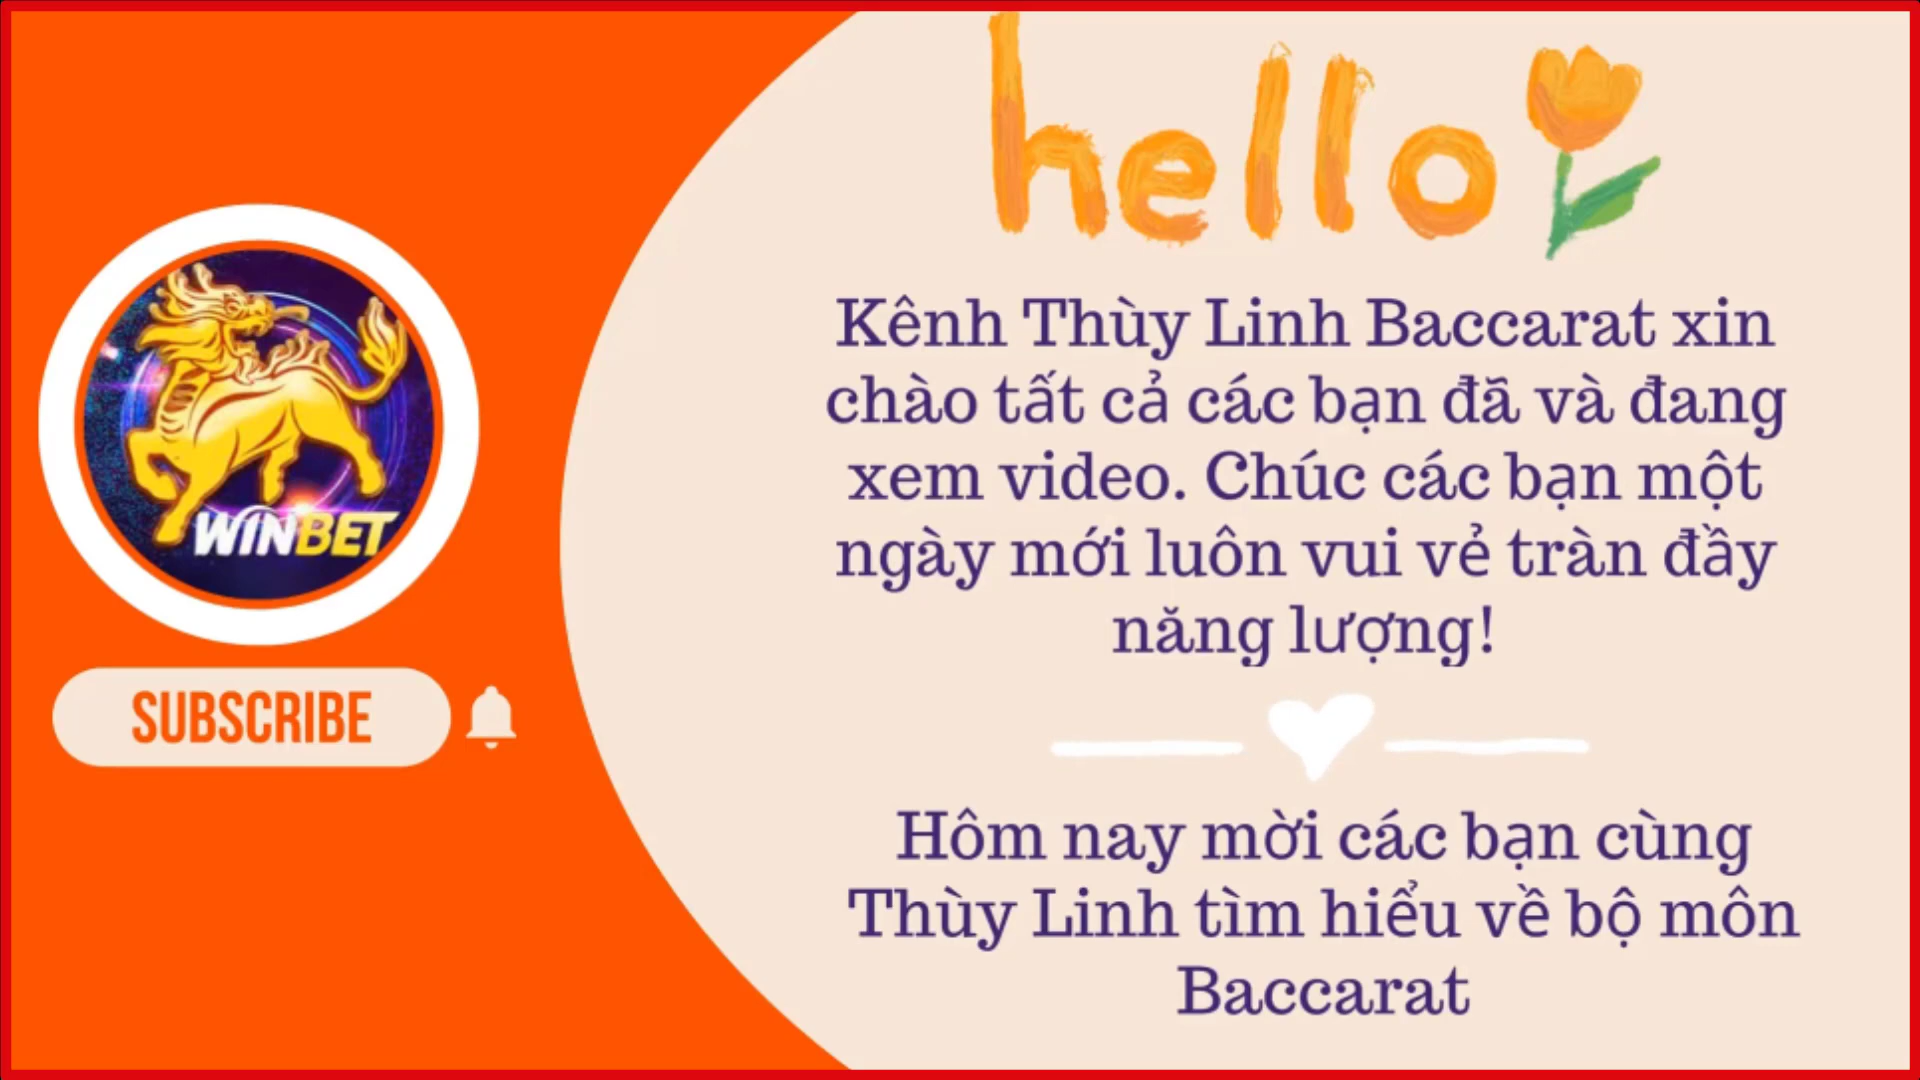 hello
Kênh Thùy Linh Baccarat xin
chào tất cả các bạn đã và đang
xem video. Chúc các bạn một
ngày mới luôn vui vẻ tràn đầy
năng lượng!
WINBET
SUBSCRIBE
Hôm nay mời các bạn cùng
Thùy Linh tìm hiểu về bộ môn
Baccarat